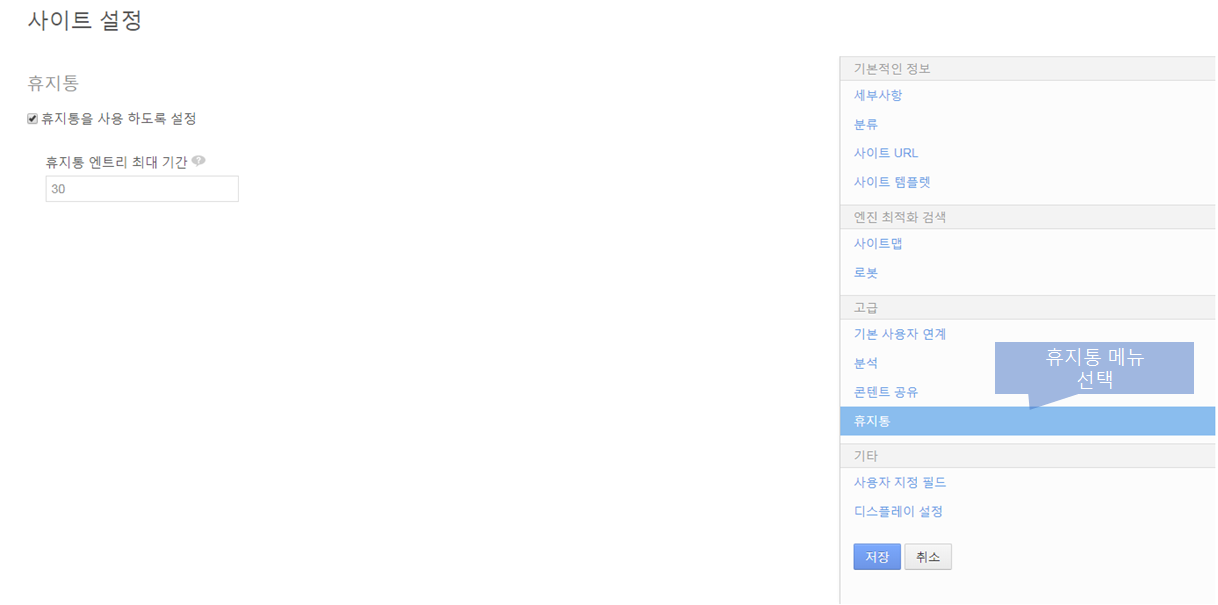 사이트 설정
휴지통
휴지통을 사용 하도록 설정
휴지통 엔트리 최대 기간 ?
30
기본적인 정보
세부사항
분류
사이트 URL
사이트 템플렛
엔진 최적화 검색
사이트맵
로봇
고급
기본 사용자 연계
분석
콘텐트 공유
휴지통 메뉴
선택
휴지통
기타
사용자 지정 필드
디스플레이 설정
저장 취소